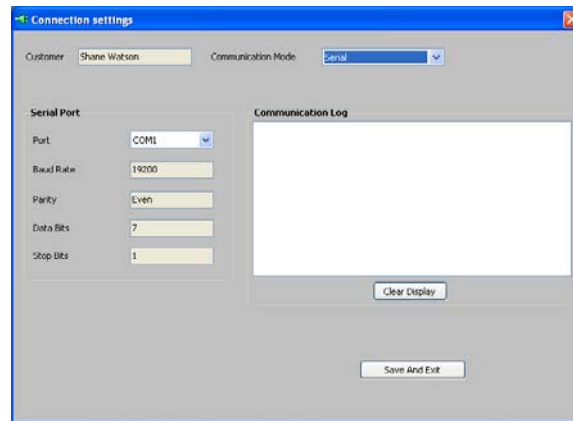 Connection settings
Customer Shane Watson Communication Mode Serial
Serial Port
Port COM1
Baud Rate 19200
Parity Even
Data Bits 7
Stop Bits 1
Communication Log
Clear Display
Save And Exit